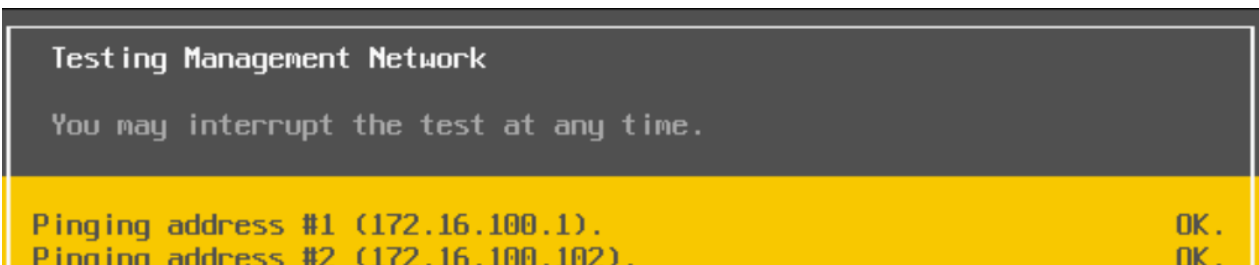 Testing Management Network
You may interrupt the test at any time.
Pinging address #1 (172.16.100.1). OK.
Pinging address #2 (172.16.100.102). OK.